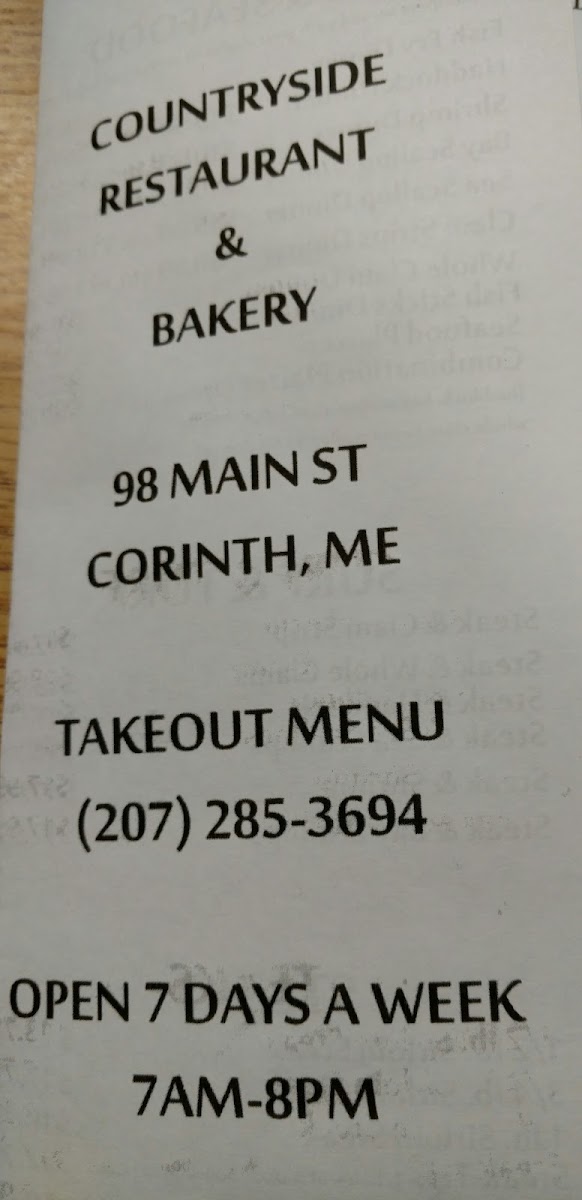 COUNTRYSIDE
RESTAURANT
&
BAKERY
98 MAIN ST
CORINTH, ME
TAKEOUT MENU
(207) 285-3694
OPEN 7 DAYS A WEEK
7AM-8PM